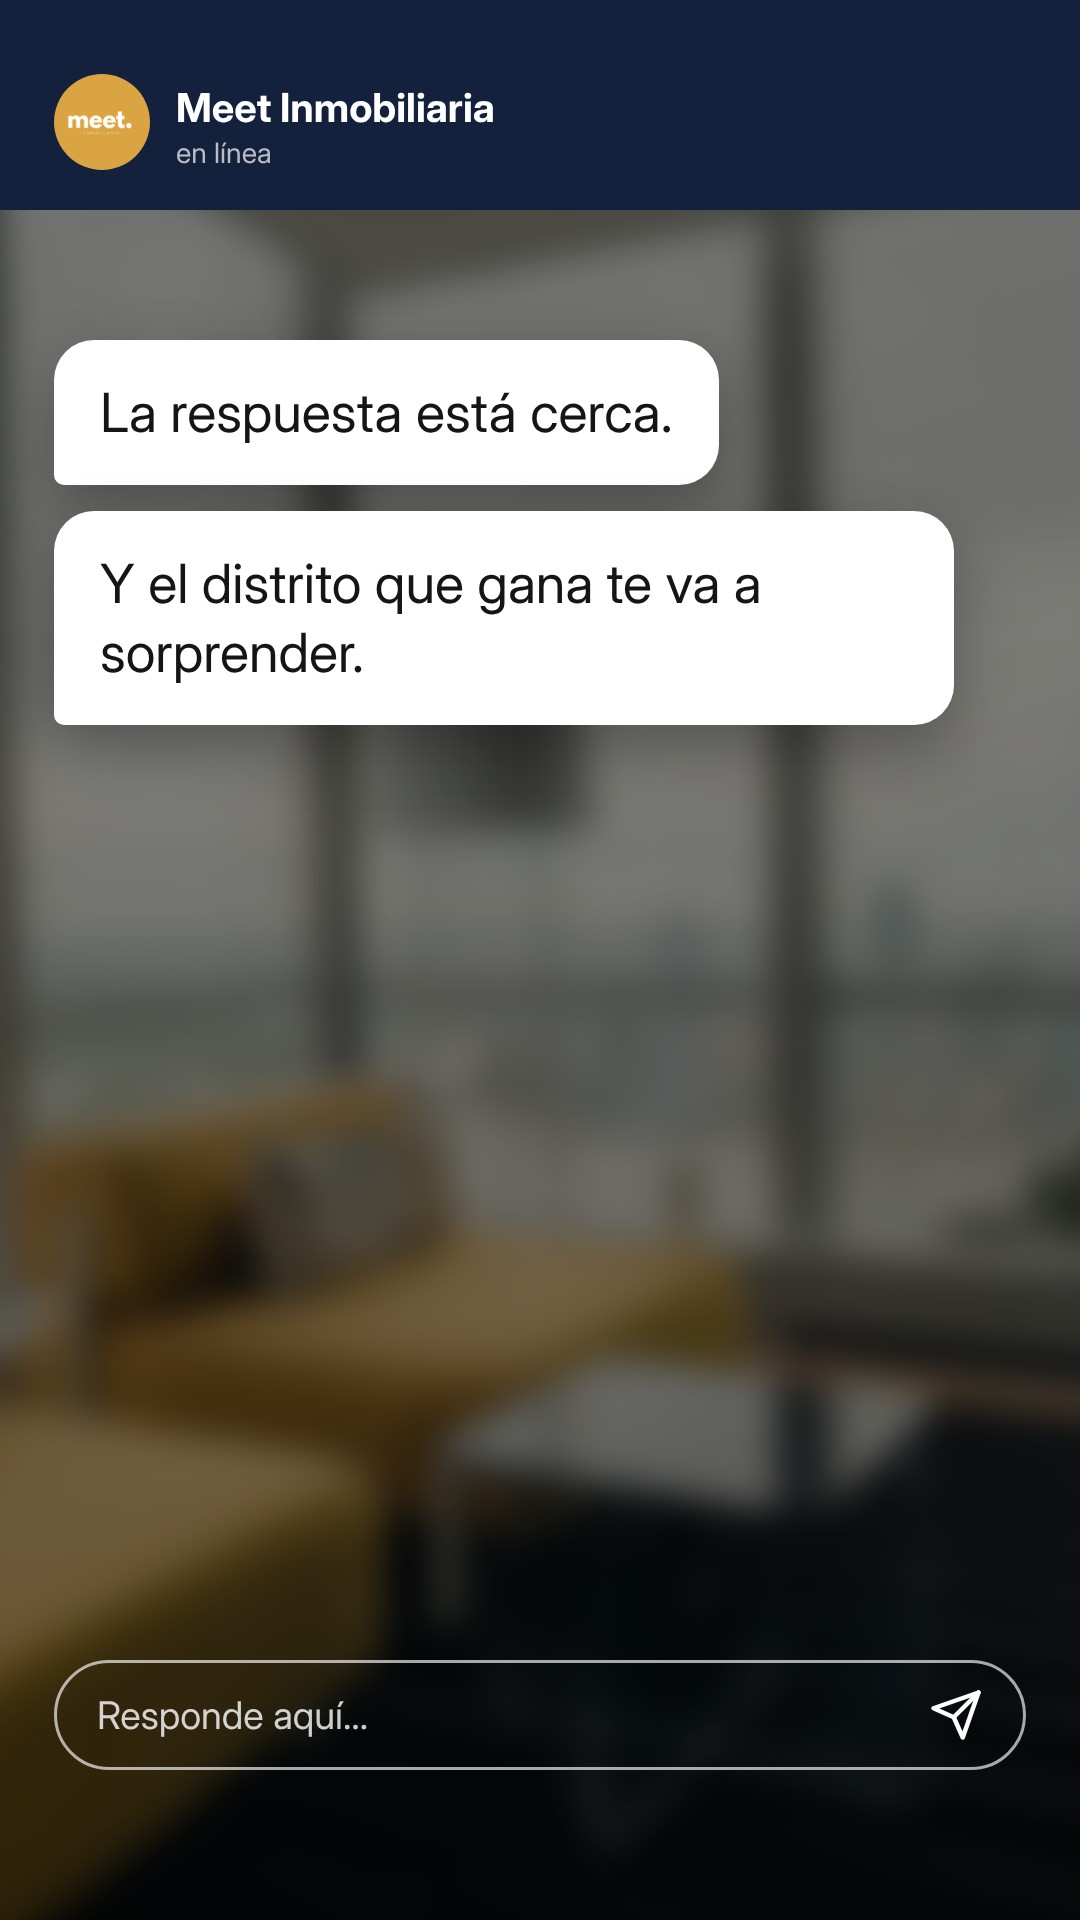 meet.
Meet Inmobiliaria
en línea
La respuesta está cerca.
Y el distrito que gana te va a
sorprender.
Responde aquí...